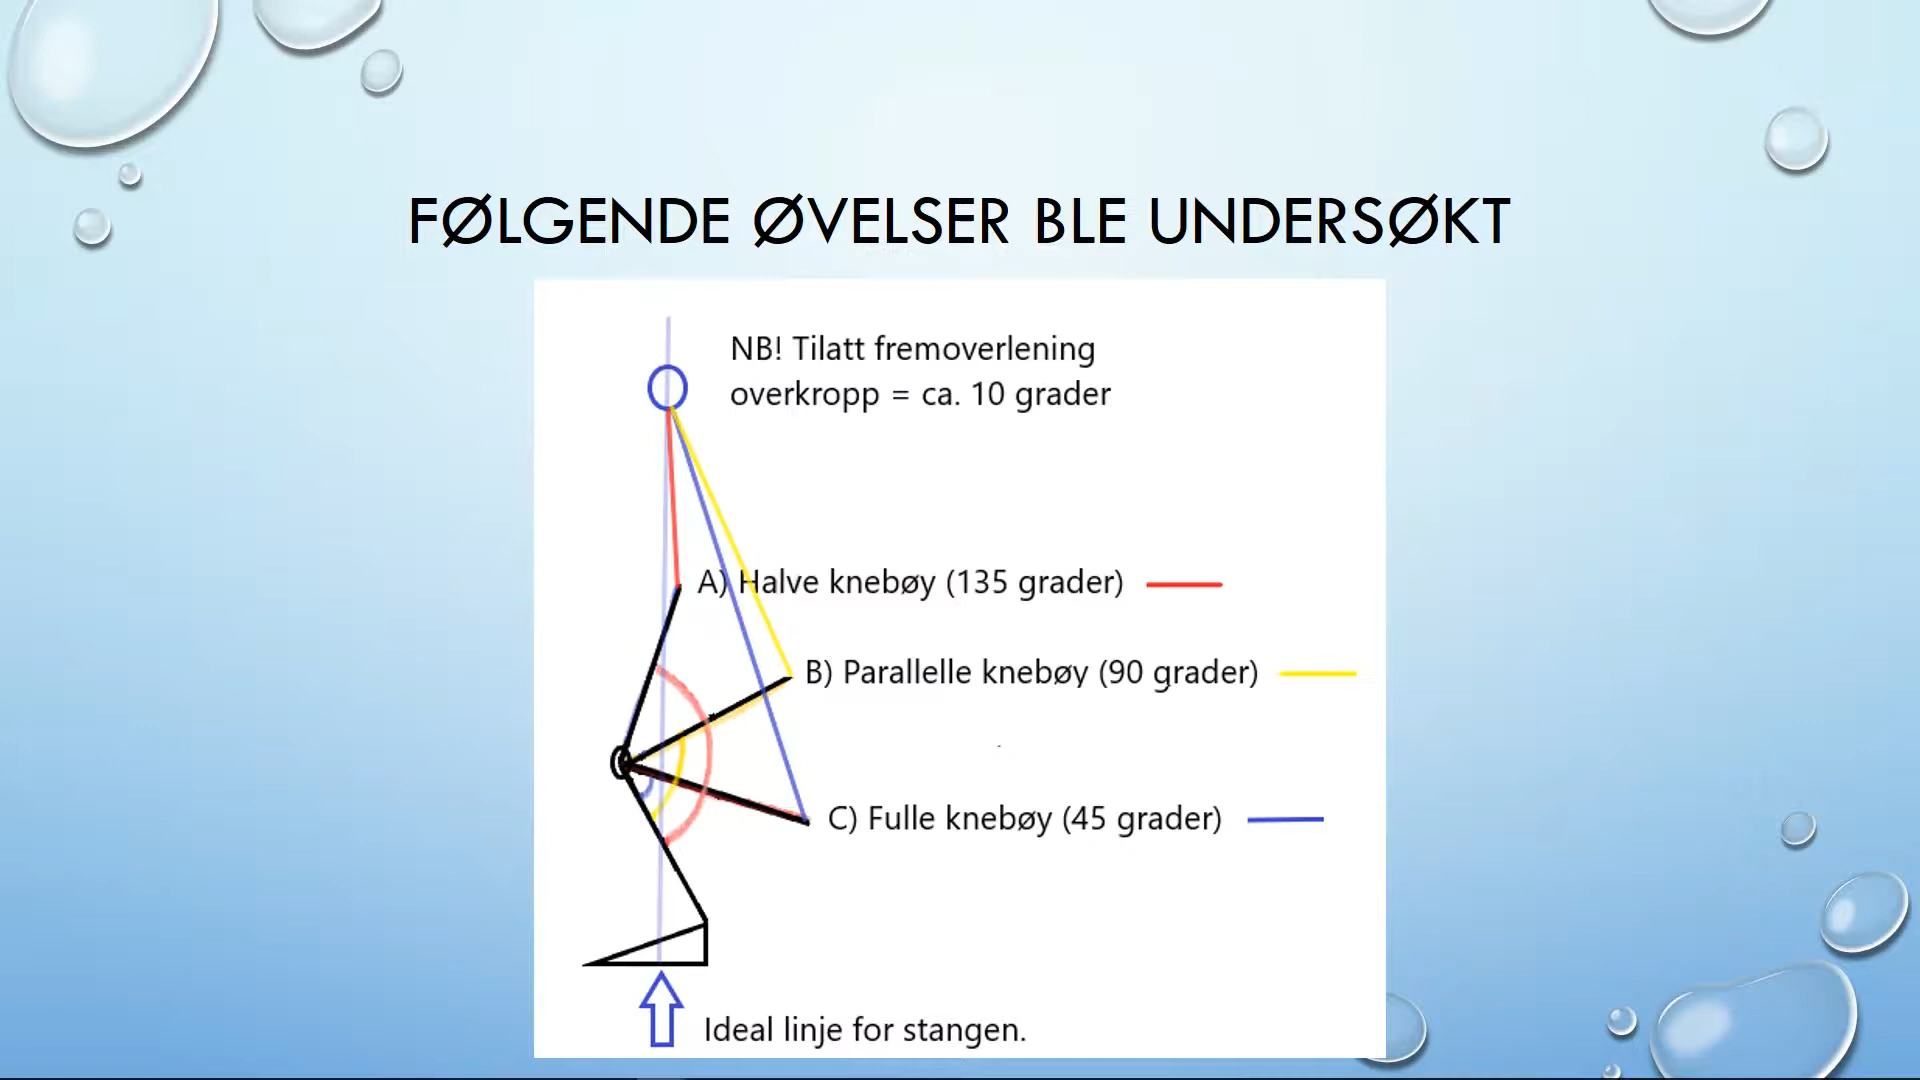 FØLGENDE ØVELSER BLE UNDERSØKT
NB! Tilatt fremoverlening
overkropp = ca. 10 grader
A) Halve knebøy (135 grader)
B) Parallelle knebøy (90 grader)
C) Fulle knebøy (45 grader)
Ideal linje for stangen.